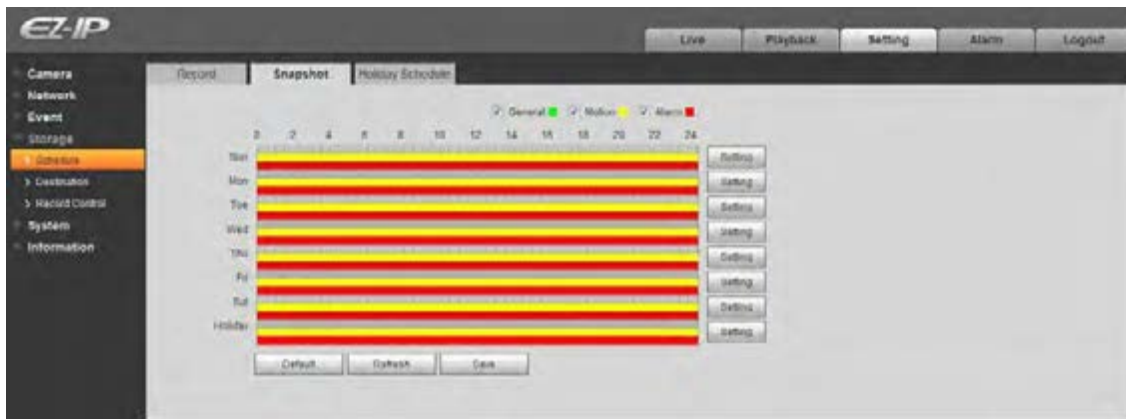 EZ-IP
Live Playback Setting Alarm Logout
Camera
Network
Event
Storage
> Schedule
> Destination
> Record Control
System
Information
Record Snapshot Holiday Schedule
General Motion Alarm
0 2 4 6 8 10 12 14 16 18 20 22 24
Sun Setting
Mon Setting
Tue Setting
Wed Setting
Thu Setting
Fri Setting
Sat Setting
Holiday Setting
Default Refresh Save